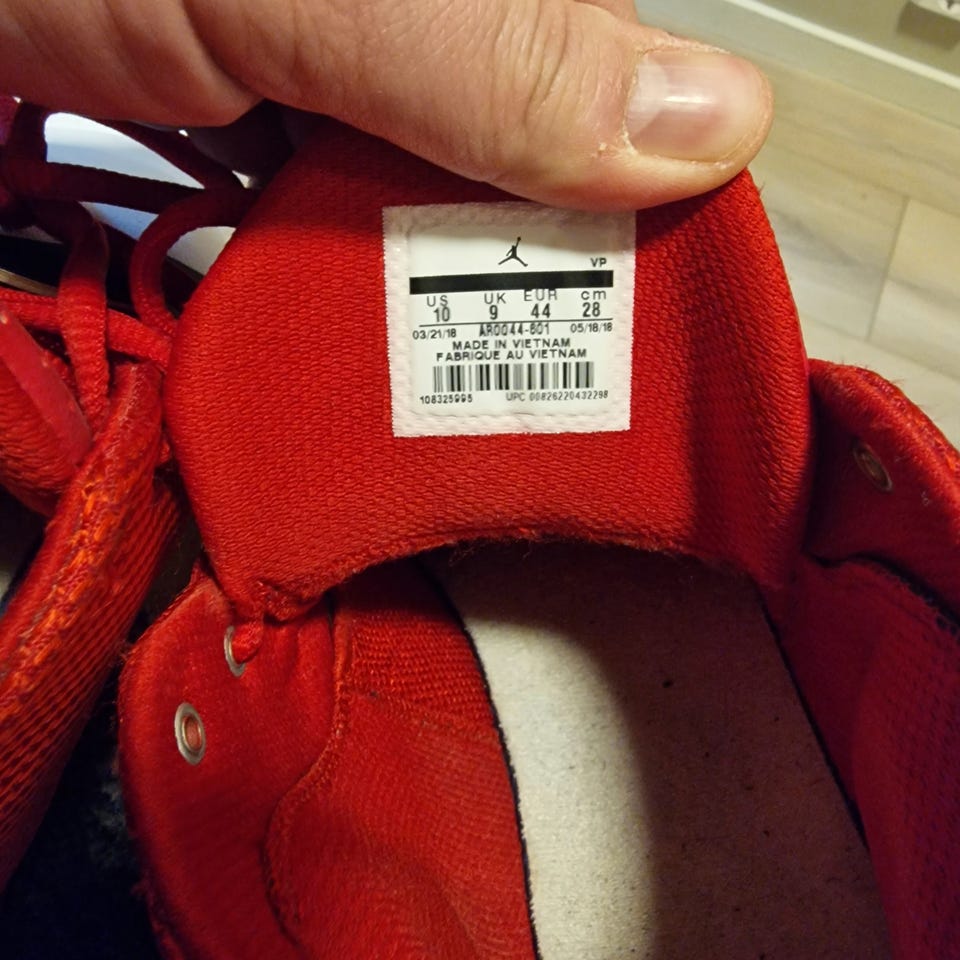 VP
US UK EUR cm
10 9 44 28
03/21/18 AR0044-601 05/18/18
MADE IN VIETNAM
FABRIQUE AU VIETNAM
108325995 UPC 00826220432298